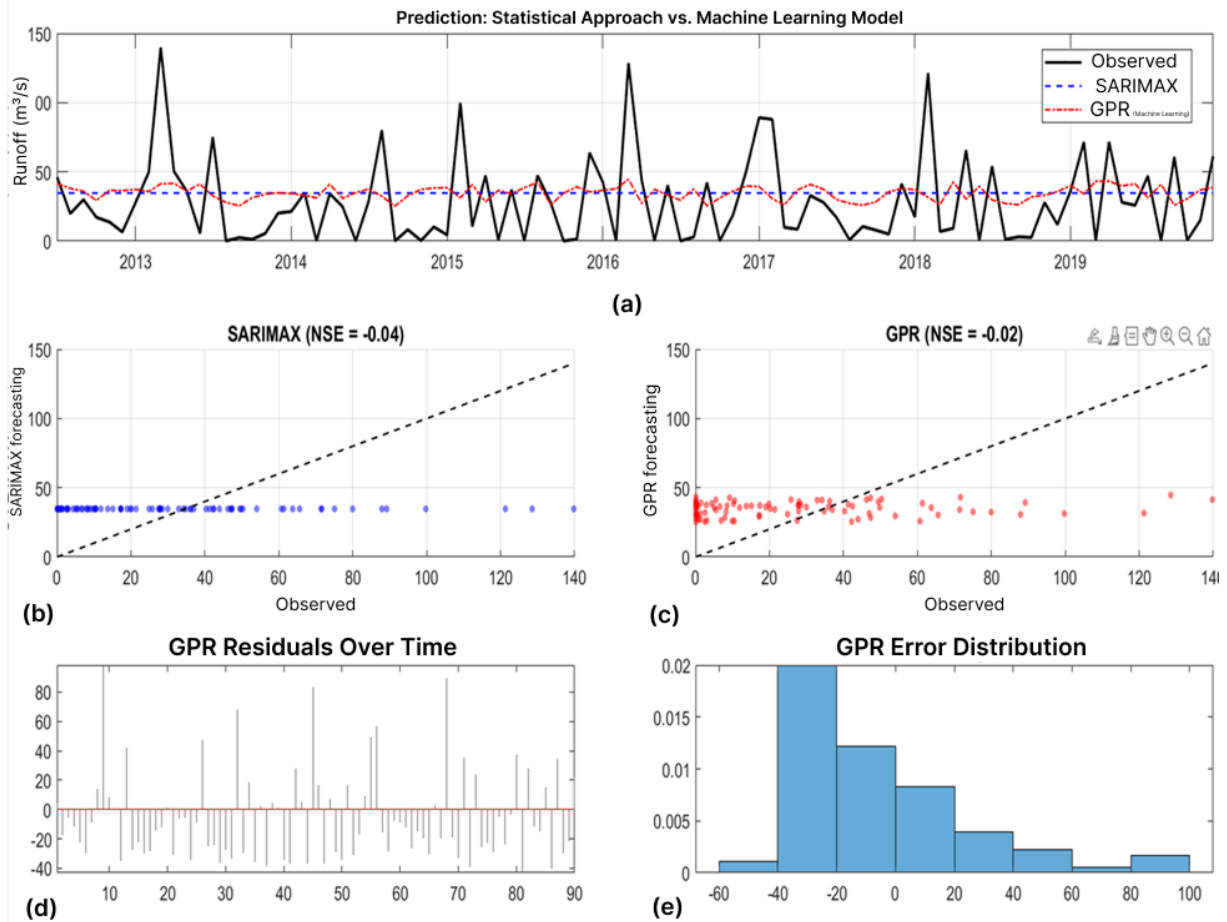 Prediction: Statistical Approach vs. Machine Learning Model
Runoff (m³/s)
150
00
50
0
Observed
SARIMAX
GPR (Machine Learning)
2013 2014 2015 2016 2017 2018 2019
(a)
SARIMAX (NSE = -0.04)
SARIMAX forecasting
150
100
50
0
0 20 40 60 80 100 120 140
Observed
(b)
GPR (NSE = -0.02)
GPR forecasting
150
100
50
0
0 20 40 60 80 100 120 140
Observed
(c)
GPR Residuals Over Time
80
60
40
20
0
-20
-40
10 20 30 40 50 60 70 80 90
(d)
GPR Error Distribution
0.02
0.015
0.01
0.005
0
-60 -40 -20 0 20 40 60 80 100
(e)